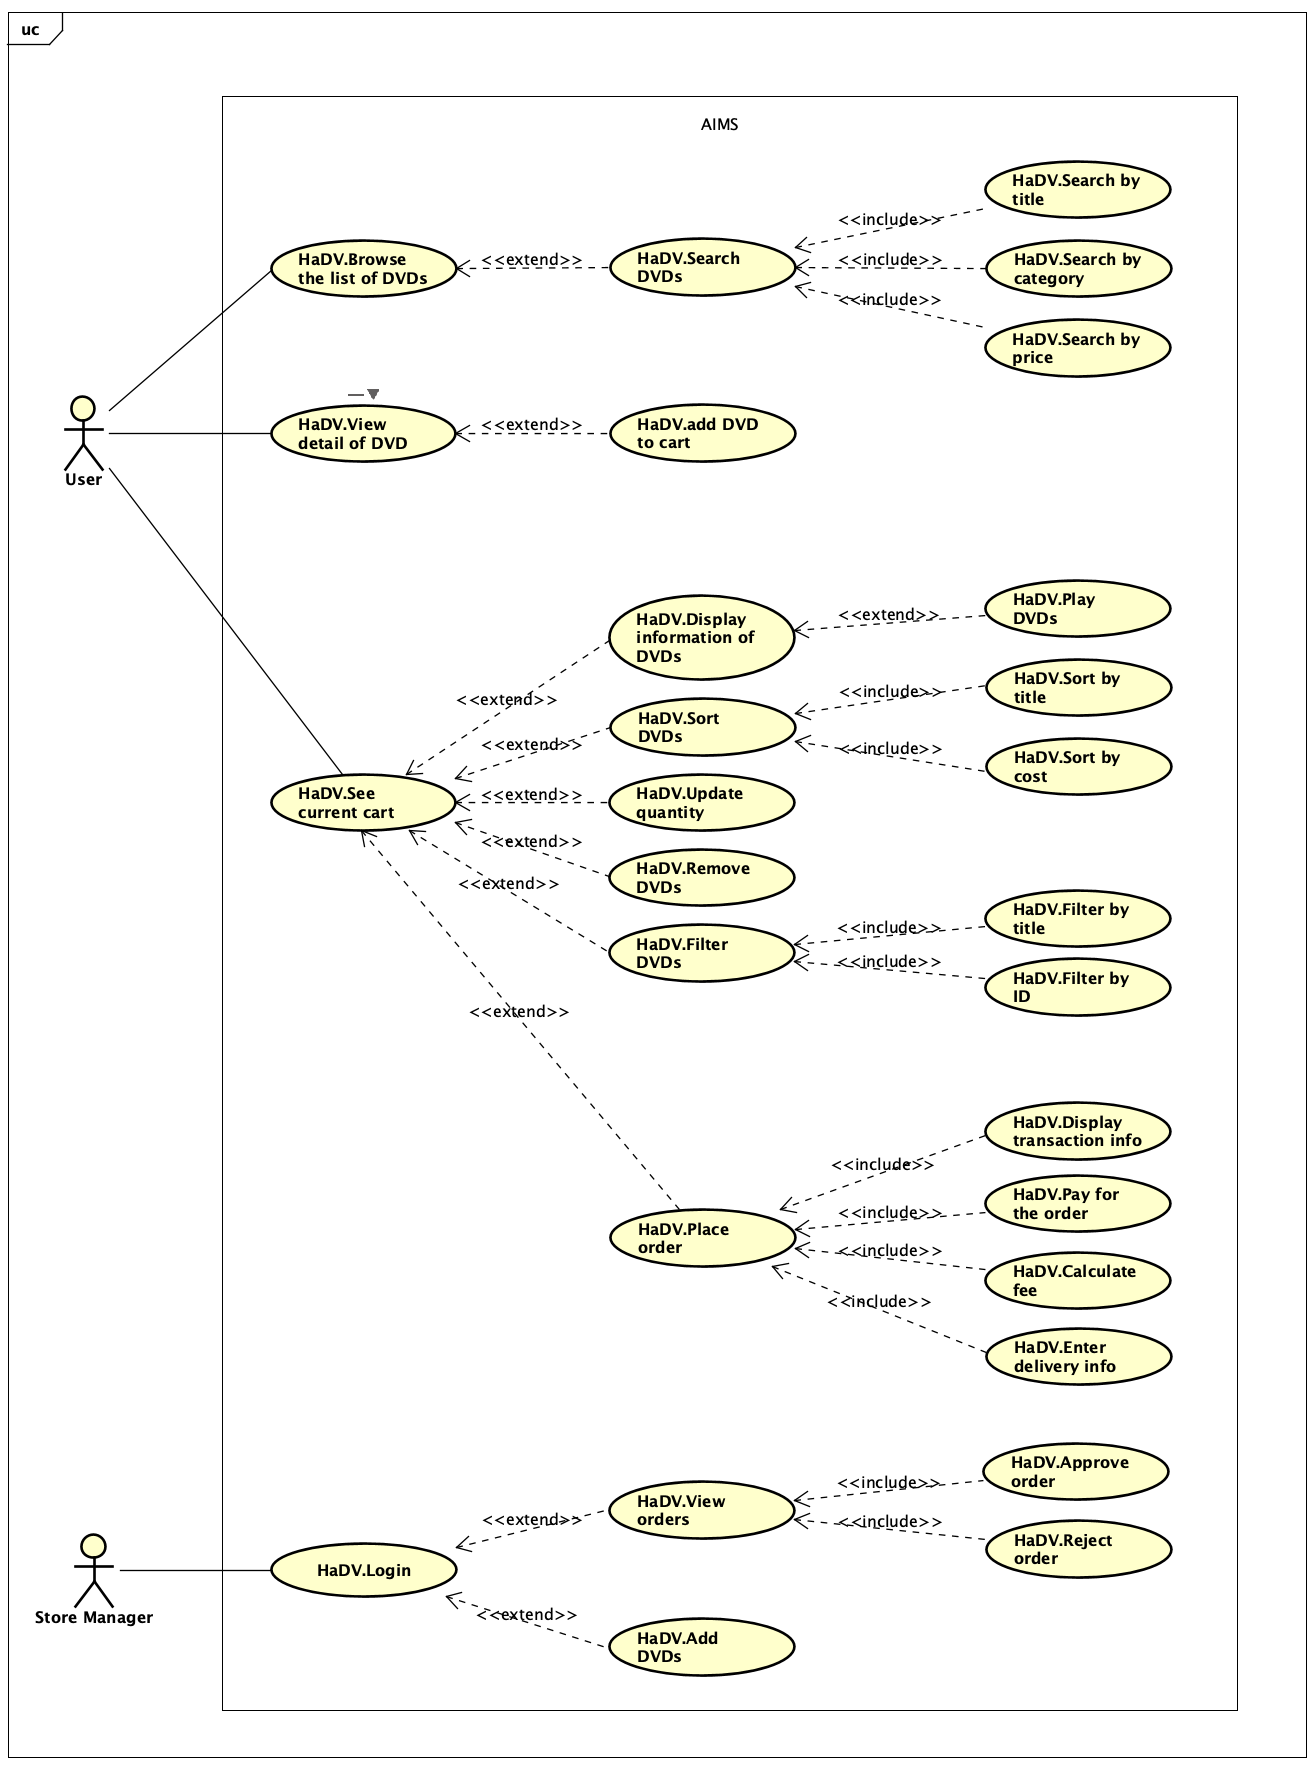 uc
AIMS
HaDV.Search by
title
<<include>>
HaDV.Browse
the list of DVDs
<<extend>>
HaDV.Search
DVDs
<<include>>
HaDV.Search by
category
<<include>>
HaDV.Search by
price
User
HaDV.View
detail of DVD
<<extend>>
HaDV.add DVD
to cart
HaDV.Display
information of
DVDs
<<extend>>
HaDV.Play
DVDs
<<extend>>
HaDV.Sort
DVDs
<<include>>
HaDV.Sort by
title
<<extend>>
<<include>>
HaDV.Sort by
cost
HaDV.See
current cart
<<extend>>
HaDV.Update
quantity
<<extend>>
HaDV.Remove
DVDs
<<extend>>
HaDV.Filter
DVDs
<<include>>
HaDV.Filter by
title
<<include>>
HaDV.Filter by
ID
<<extend>>
HaDV.Display
transaction info
<<include>>
HaDV.Place
order
<<include>>
HaDV.Pay for
the order
<<include>>
HaDV.Calculate
fee
<<include>>
HaDV.Enter
delivery info
HaDV.View
orders
<<include>>
HaDV.Approve
order
<<extend>>
<<include>>
HaDV.Reject
order
Store Manager
HaDV.Login
<<extend>>
HaDV.Add
DVDs